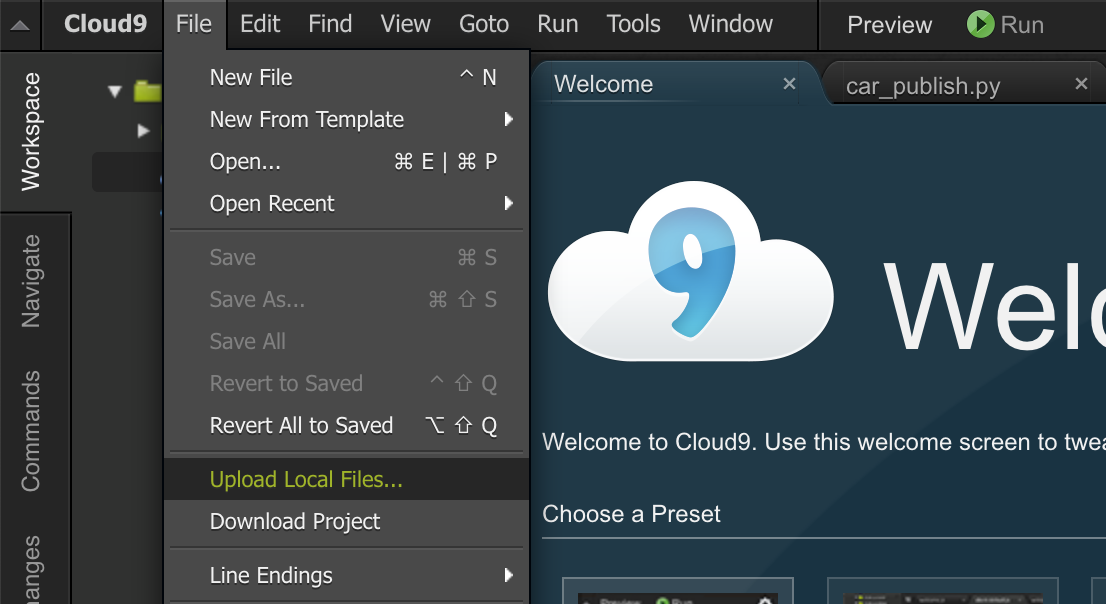 Cloud9 File Edit Find View Goto Run Tools Window Preview Run
Workspace
Navigate
Commands
New File ^ N
New From Template
Open... ⌘ E | ⌘ P
Open Recent
Save ⌘ S
Save As... ⌘ ⇧ S
Save All
Revert to Saved ^ ⇧ Q
Revert All to Saved ⌥ ⇧ Q
Upload Local Files...
Download Project
Line Endings
Welcome × car_publish.py ×
9
Welc
Welcome to Cloud9. Use this welcome screen to twea
Choose a Preset